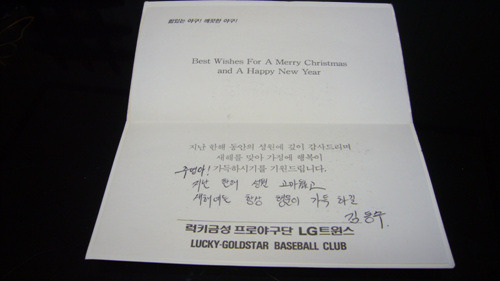 힘있는 야구! 깨끗한 야구!
Best Wishes For A Merry Christmas
and A Happy New Year
지난 한해 동안의 성원에 깊이 감사드리며
새해를 맞아 가정에 행복이
가득하시기를 기원드립니다.
지난 한해 성원 고마웠고
새해에는 항상 행운이 가득 하길
김용수
럭키금성 프로야구단 LG트윈스
LUCKY-GOLDSTAR BASEBALL CLUB